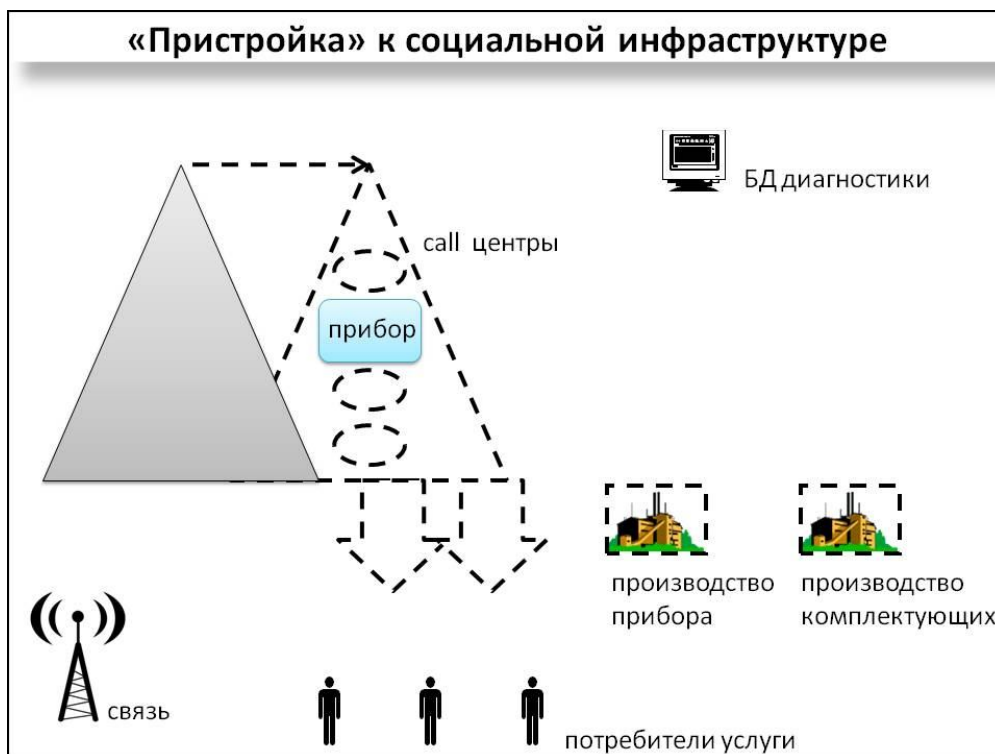 «Пристройка» к социальной инфраструктуре
БД диагностики
call центры
прибор
производство
прибора
производство
комплектующих
связь
потребители услуги